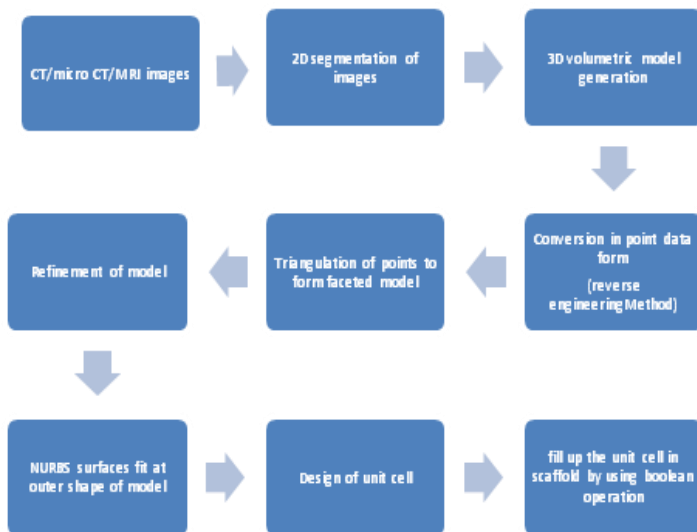 CT/micro CT/MRI images
2D segmentation of
images
3D volumetric model
generation
Conversion in point data
form
(reverse
engineeringMethod)
Triangulation of points to
form faceted model
Refinement of model
NURBS surfaces fit at
outer shape of model
Design of unit cell
fill up the unit cell in
scaffold by using boolean
operation